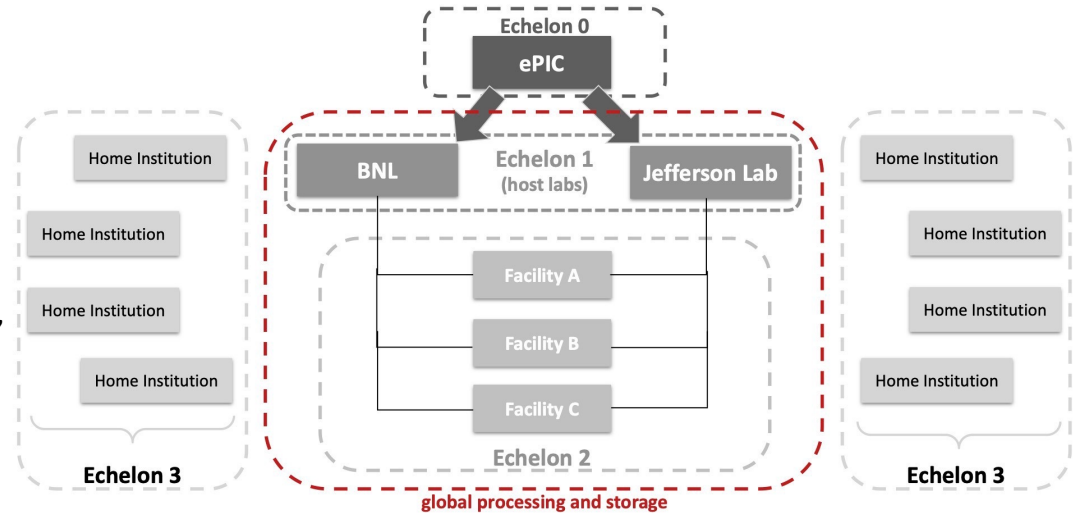 Echelon 0
ePIC
BNL
Echelon 1
(host labs)
Jefferson Lab
Home Institution
Home Institution
Home Institution
Home Institution
Echelon 3
Facility A
Facility B
Facility C
Echelon 2
global processing and storage
Home Institution
Home Institution
Home Institution
Home Institution
Echelon 3